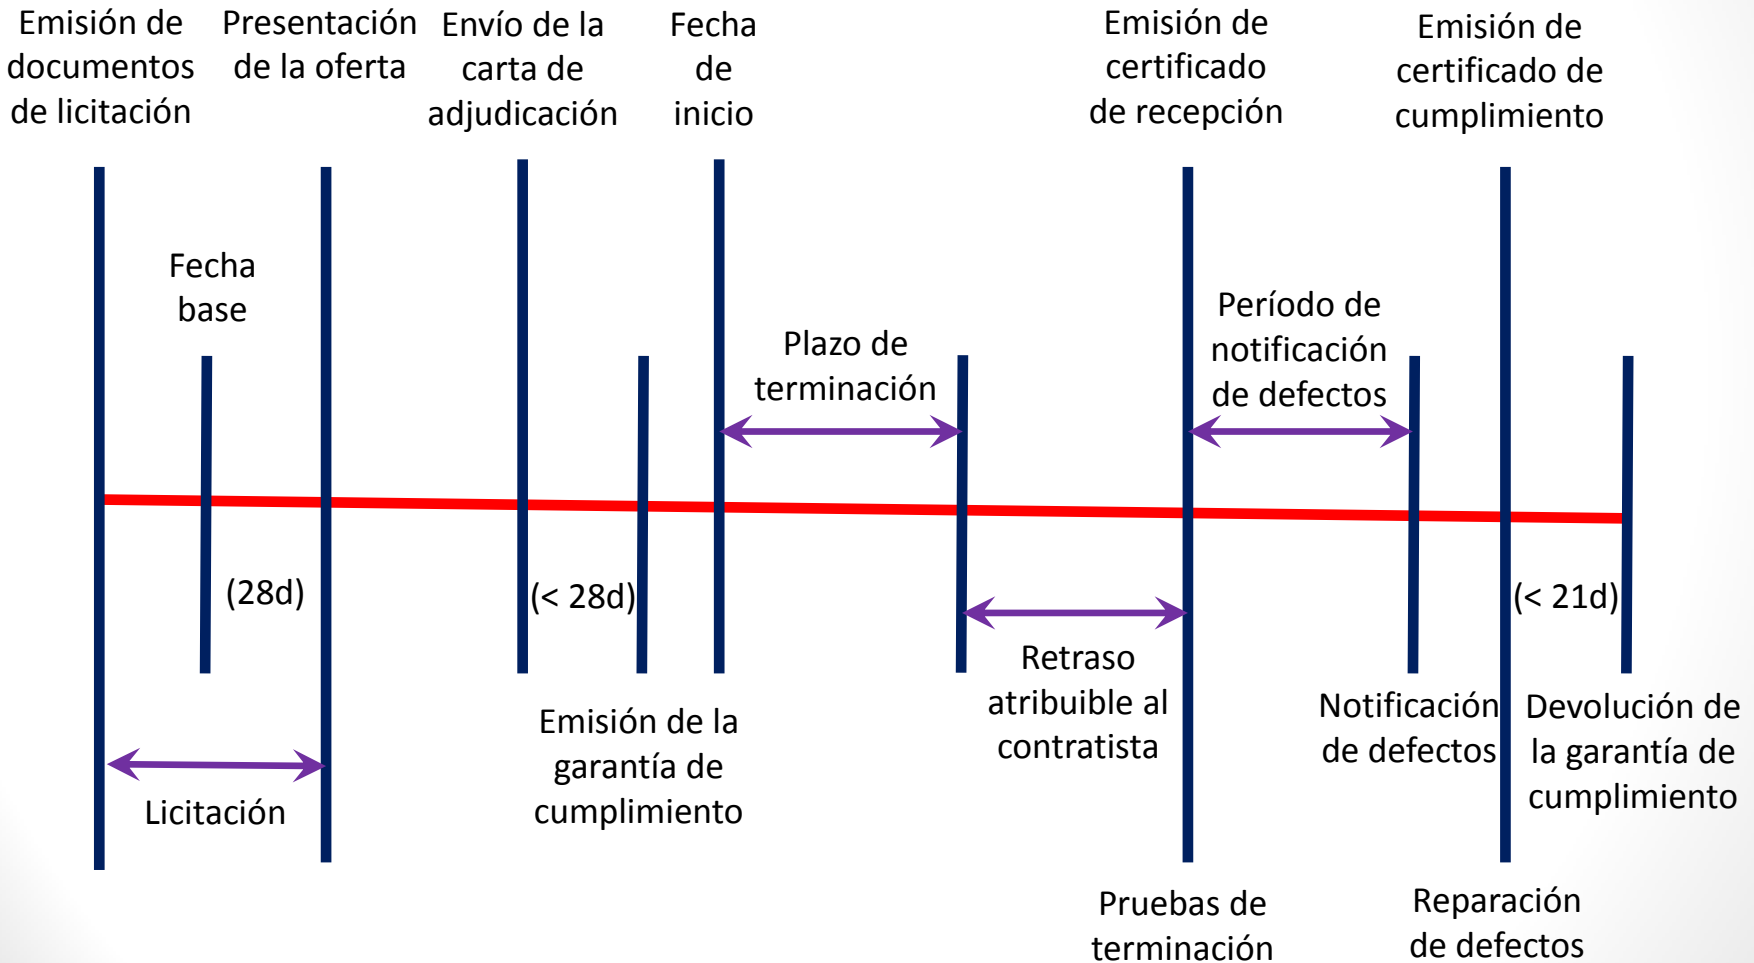 Emisión de
documentos
de licitación
Presentación
de la oferta
Envío de la
carta de
adjudicación
Fecha
de
inicio
Emisión de
certificado
de recepción
Emisión de
certificado de
cumplimiento
Fecha
base
Plazo de
terminación
Período de
notificación
de defectos
(28d)
(< 28d)
(< 21d)
Licitación
Emisión de la
garantía de
cumplimiento
Retraso
atribuible al
contratista
Notificación
de defectos
Devolución de
la garantía de
cumplimiento
Pruebas de
terminación
Reparación
de defectos